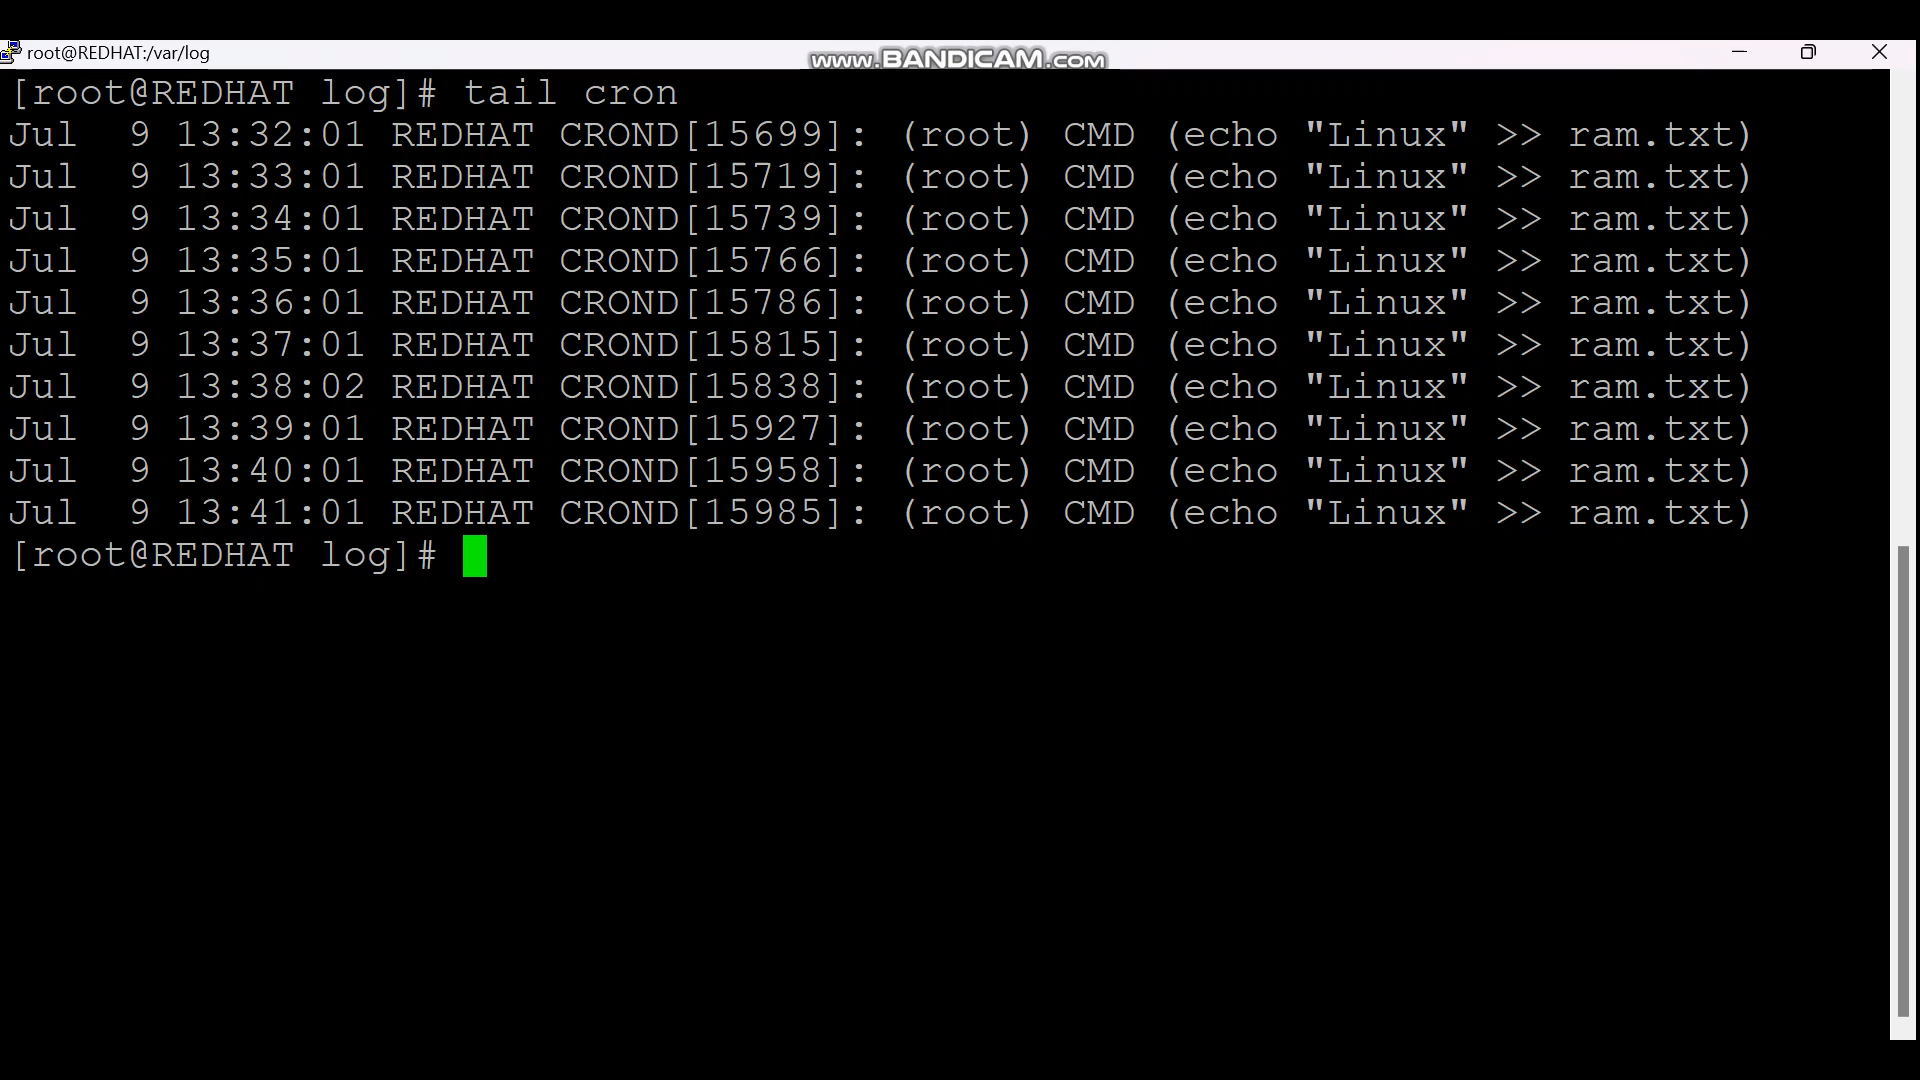 root@REDHAT:/var/log
www.BANDICAM.com
[root@REDHAT log]# tail cron
Jul  9 13:32:01 REDHAT CROND[15699]: (root) CMD (echo "Linux" >> ram.txt)
Jul  9 13:33:01 REDHAT CROND[15719]: (root) CMD (echo "Linux" >> ram.txt)
Jul  9 13:34:01 REDHAT CROND[15739]: (root) CMD (echo "Linux" >> ram.txt)
Jul  9 13:35:01 REDHAT CROND[15766]: (root) CMD (echo "Linux" >> ram.txt)
Jul  9 13:36:01 REDHAT CROND[15786]: (root) CMD (echo "Linux" >> ram.txt)
Jul  9 13:37:01 REDHAT CROND[15815]: (root) CMD (echo "Linux" >> ram.txt)
Jul  9 13:38:02 REDHAT CROND[15838]: (root) CMD (echo "Linux" >> ram.txt)
Jul  9 13:39:01 REDHAT CROND[15927]: (root) CMD (echo "Linux" >> ram.txt)
Jul  9 13:40:01 REDHAT CROND[15958]: (root) CMD (echo "Linux" >> ram.txt)
Jul  9 13:41:01 REDHAT CROND[15985]: (root) CMD (echo "Linux" >> ram.txt)
[root@REDHAT log]#